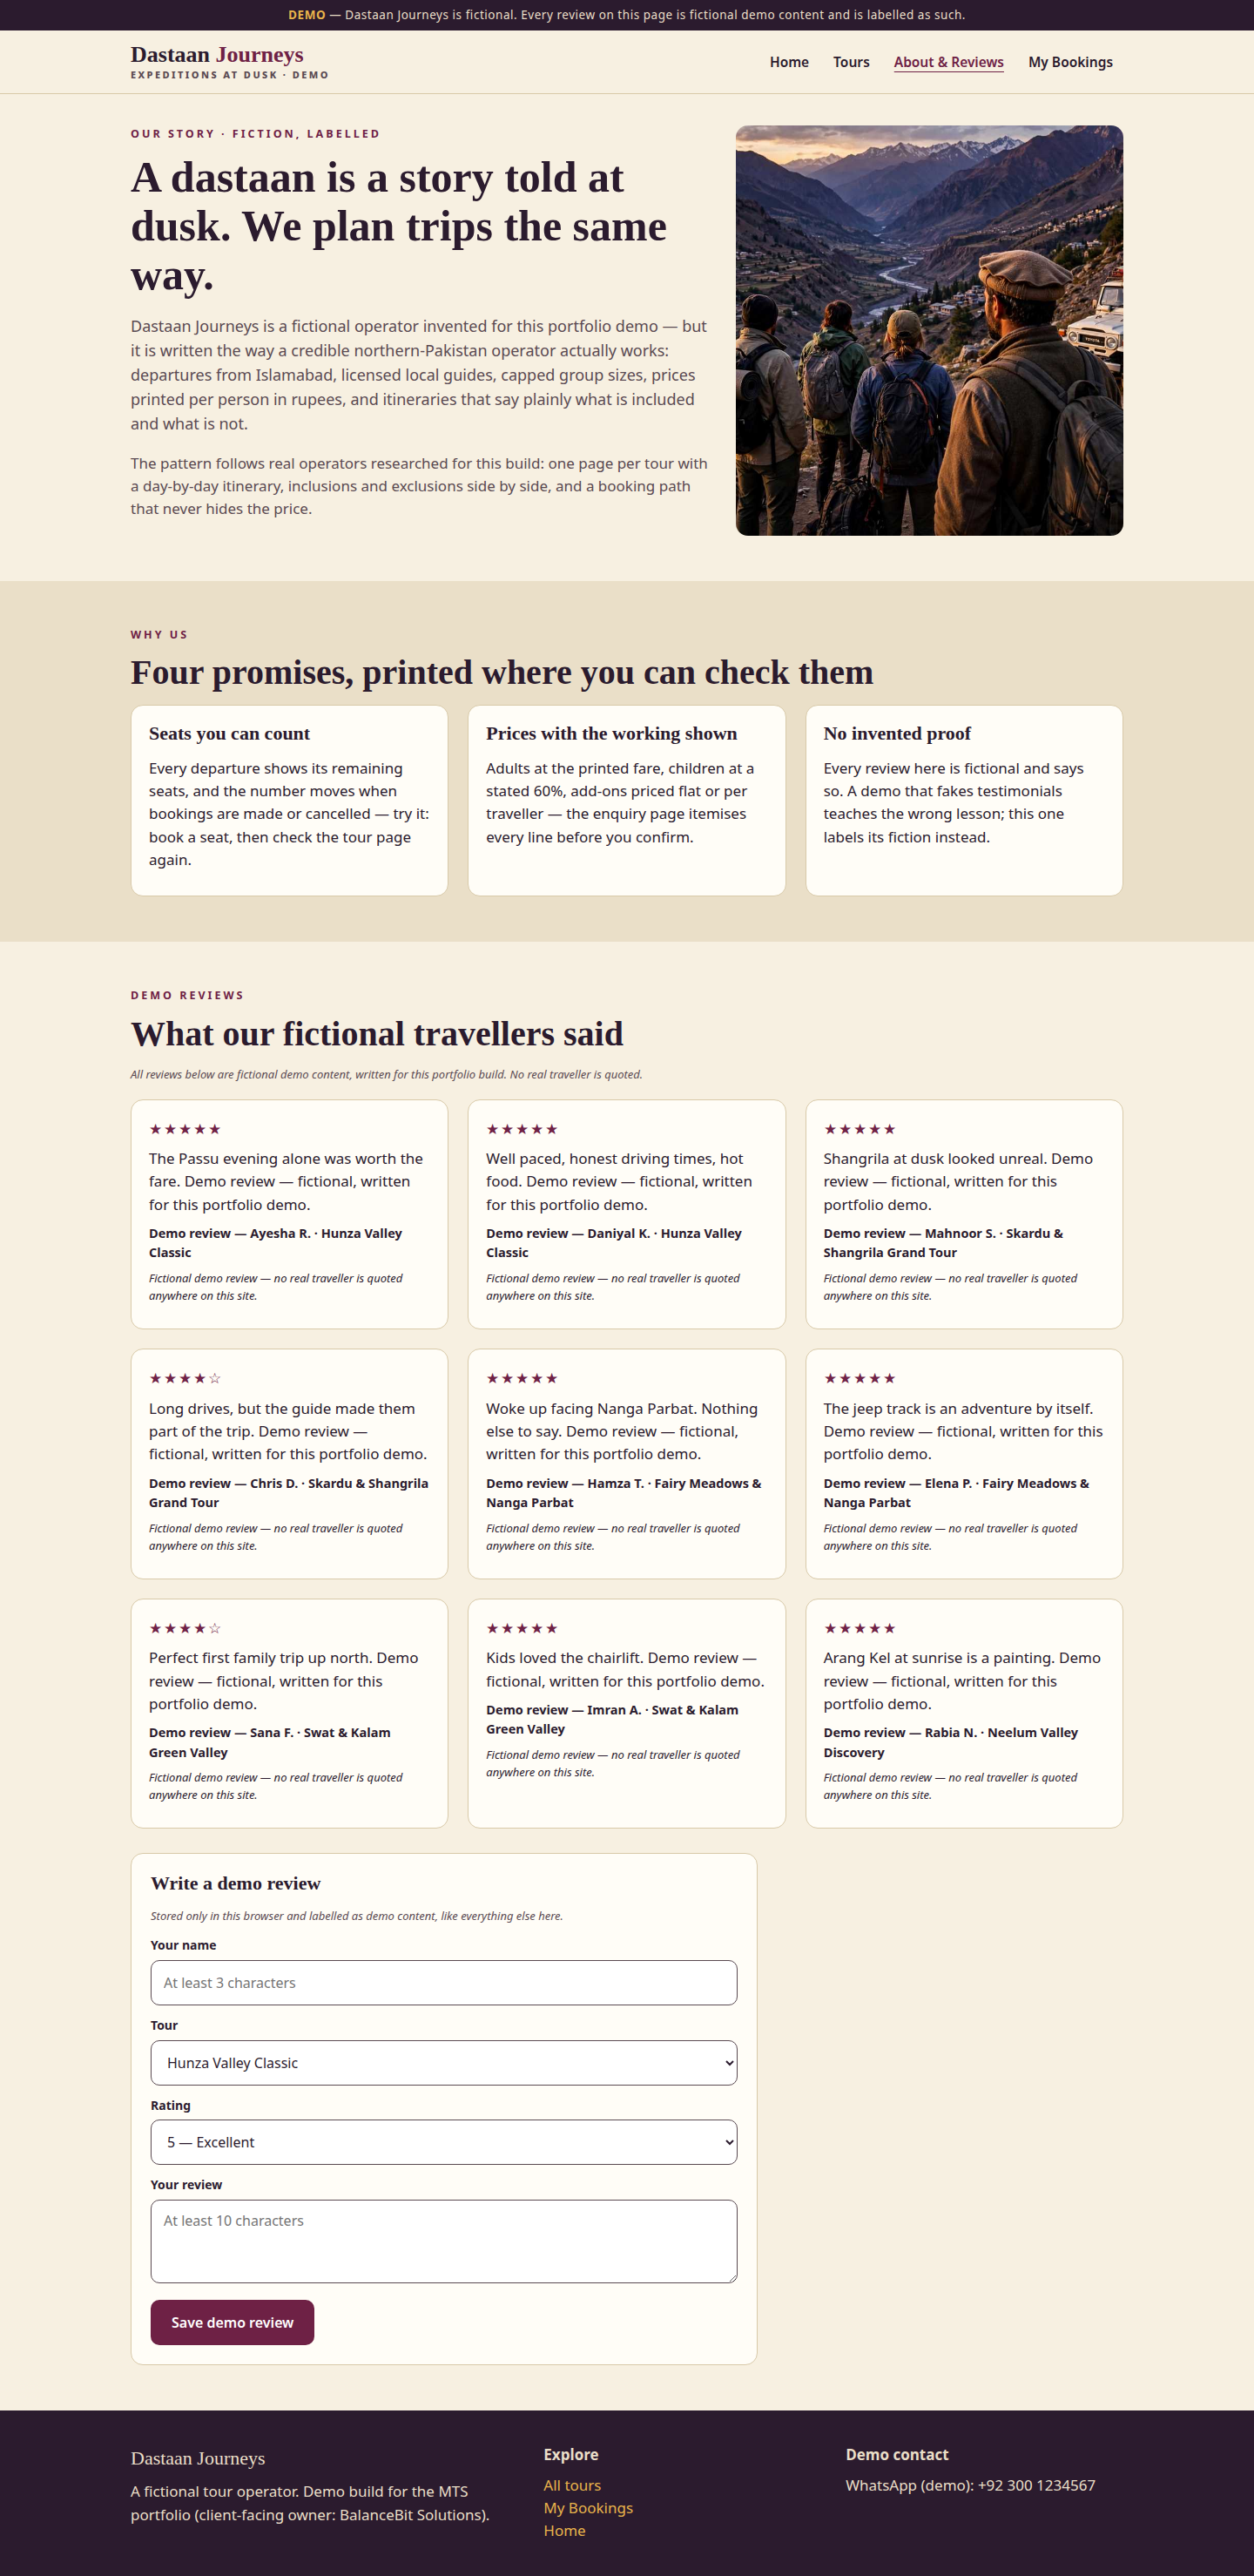 DEMO — Dastaan Journeys is fictional. Every review on this page is fictional demo content and is labelled as such.
Dastaan Journeys
EXPEDITIONS AT DUSK · DEMO
Home
Tours
About & Reviews
My Bookings
OUR STORY · FICTION, LABELLED
A dastaan is a story told at
dusk. We plan trips the same
way.
Dastaan Journeys is a fictional operator invented for this portfolio demo — but
it is written the way a credible northern-Pakistan operator actually works:
departures from Islamabad, licensed local guides, capped group sizes, prices
printed per person in rupees, and itineraries that say plainly what is included
and what is not.
The pattern follows real operators researched for this build: one page per tour with
a day-by-day itinerary, inclusions and exclusions side by side, and a booking path
that never hides the price.
TOYOTA
WHY US
Four promises, printed where you can check them
Seats you can count
Every departure shows its remaining
seats, and the number moves when
bookings are made or cancelled — try it:
book a seat, then check the tour page
again.
Prices with the working shown
Adults at the printed fare, children at a
stated 60%, add-ons priced flat or per
traveller — the enquiry page itemises
every line before you confirm.
No invented proof
Every review here is fictional and says
so. A demo that fakes testimonials
teaches the wrong lesson; this one
labels its fiction instead.
DEMO REVIEWS
What our fictional travellers said
All reviews below are fictional demo content, written for this portfolio build. No real traveller is quoted.
★★★★★
The Passu evening alone was worth the
fare. Demo review — fictional, written
for this portfolio demo.
Demo review — Ayesha R. · Hunza Valley
Classic
Fictional demo review — no real traveller is quoted
anywhere on this site.
★★★★★
Well paced, honest driving times, hot
food. Demo review — fictional, written
for this portfolio demo.
Demo review — Daniyal K. · Hunza Valley
Classic
Fictional demo review — no real traveller is quoted
anywhere on this site.
★★★★★
Shangrila at dusk looked unreal. Demo
review — fictional, written for this
portfolio demo.
Demo review — Mahnoor S. · Skardu &
Shangrila Grand Tour
Fictional demo review — no real traveller is quoted
anywhere on this site.
★★★★☆
Long drives, but the guide made them
part of the trip. Demo review —
fictional, written for this portfolio demo.
Demo review — Chris D. · Skardu & Shangrila
Grand Tour
Fictional demo review — no real traveller is quoted
anywhere on this site.
★★★★★
Woke up facing Nanga Parbat. Nothing
else to say. Demo review — fictional,
written for this portfolio demo.
Demo review — Hamza T. · Fairy Meadows &
Nanga Parbat
Fictional demo review — no real traveller is quoted
anywhere on this site.
★★★★★
The jeep track is an adventure by itself.
Demo review — fictional, written for this
portfolio demo.
Demo review — Elena P. · Fairy Meadows &
Nanga Parbat
Fictional demo review — no real traveller is quoted
anywhere on this site.
★★★★☆
Perfect first family trip up north. Demo
review — fictional, written for this
portfolio demo.
Demo review — Sana F. · Swat & Kalam
Green Valley
Fictional demo review — no real traveller is quoted
anywhere on this site.
★★★★★
Kids loved the chairlift. Demo review —
fictional, written for this portfolio demo.
Demo review — Imran A. · Swat & Kalam
Green Valley
Fictional demo review — no real traveller is quoted
anywhere on this site.
★★★★★
Arang Kel at sunrise is a painting. Demo
review — fictional, written for this
portfolio demo.
Demo review — Rabia N. · Neelum Valley
Discovery
Fictional demo review — no real traveller is quoted
anywhere on this site.
Write a demo review
Stored only in this browser and labelled as demo content, like everything else here.
Your name
At least 3 characters
Tour
Hunza Valley Classic
Rating
5 — Excellent
Your review
At least 10 characters
Save demo review
Dastaan Journeys
A fictional tour operator. Demo build for the MTS
portfolio (client-facing owner: BalanceBit Solutions).
Explore
All tours
My Bookings
Home
Demo contact
WhatsApp (demo): +92 300 1234567